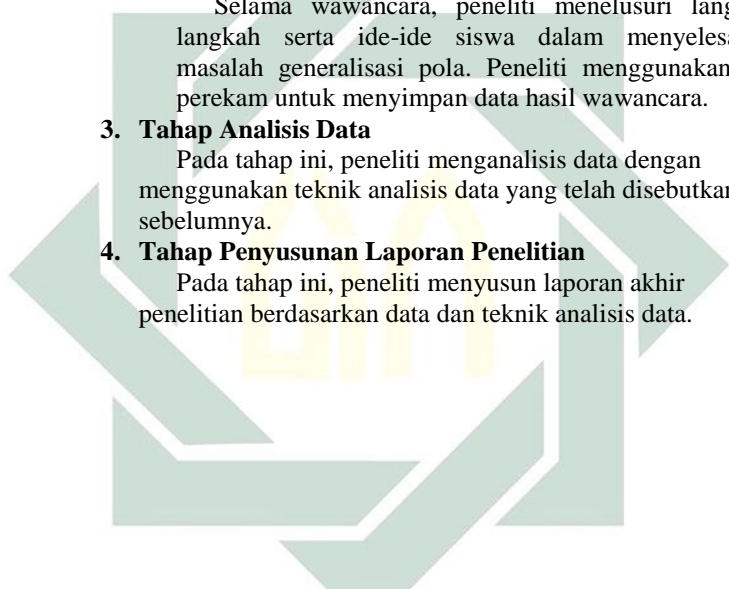 Selama wawancara, peneliti menelusuri lang
langkah serta ide-ide siswa dalam menyelesa
masalah generalisasi pola. Peneliti menggunakan
perekam untuk menyimpan data hasil wawancara.
3. Tahap Analisis Data
Pada tahap ini, peneliti menganalisis data dengan
menggunakan teknik analisis data yang telah disebutkan
sebelumnya.
4. Tahap Penyusunan Laporan Penelitian
Pada tahap ini, peneliti menyusun laporan akhir
penelitian berdasarkan data dan teknik analisis data.